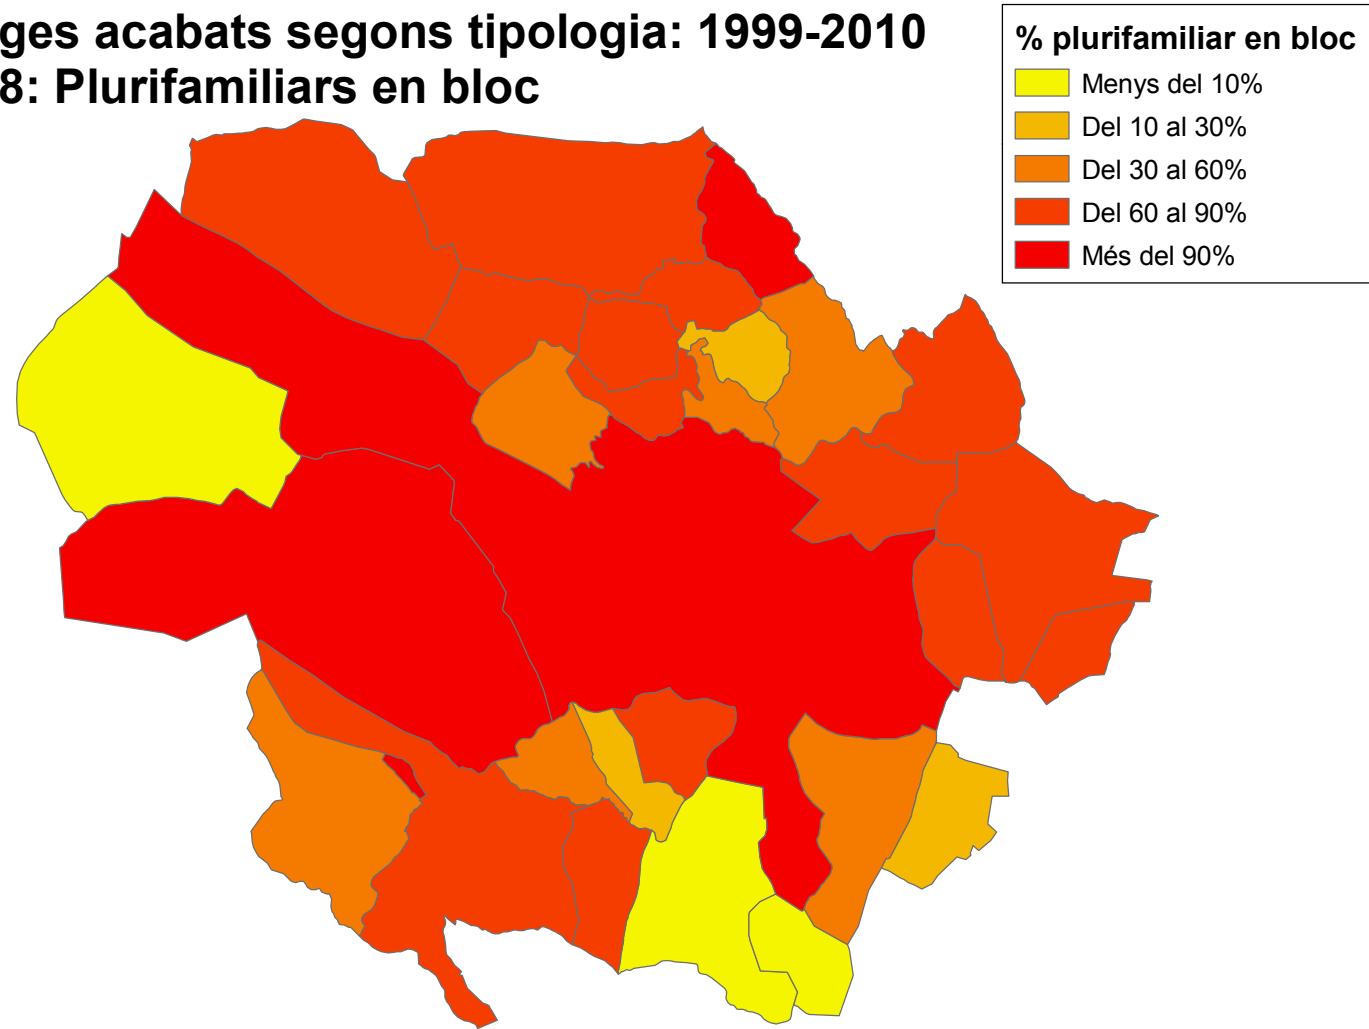 ges acabats segons tipologia: 1999-2010
8: Plurifamiliars en bloc
% plurifamiliar en bloc
Menys del 10%
Del 10 al 30%
Del 30 al 60%
Del 60 al 90%
Més del 90%